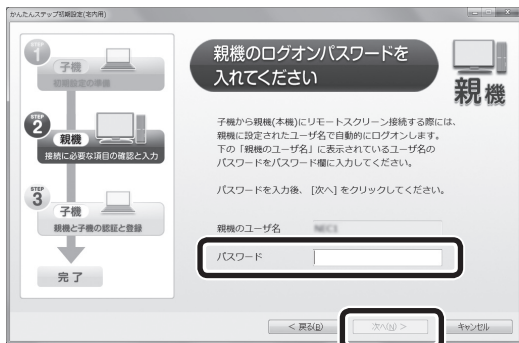 かんたんステップ初期設定(宅内用)
STEP
1
子機
初期設定の準備
STEP
2
親機
接続に必要な項目の確認と入力
STEP
3
子機
親機と子機の認証と登録
完了
親機のログオンパスワードを
入れてください
親機
子機から親機(本機)にリモートスクリーン接続する際には、
親機に設定されたユーザ名で自動的にログオンします。
下の「親機のユーザ名」に表示されているユーザ名の
パスワードをパスワード欄に入力してください。
パスワードを入力後、 [次へ] をクリックしてください。
親機のユーザ名 NEC1
パスワード
< 戻る(B) 次へ(N) > キャンセル